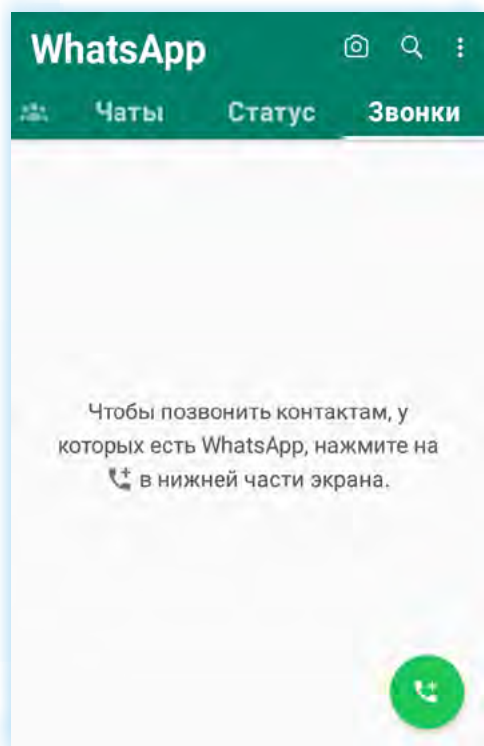 WhatsApp
Чаты Статус Звонки
Чтобы позвонить контактам, у
которых есть WhatsApp, нажмите на
в нижней части экрана.